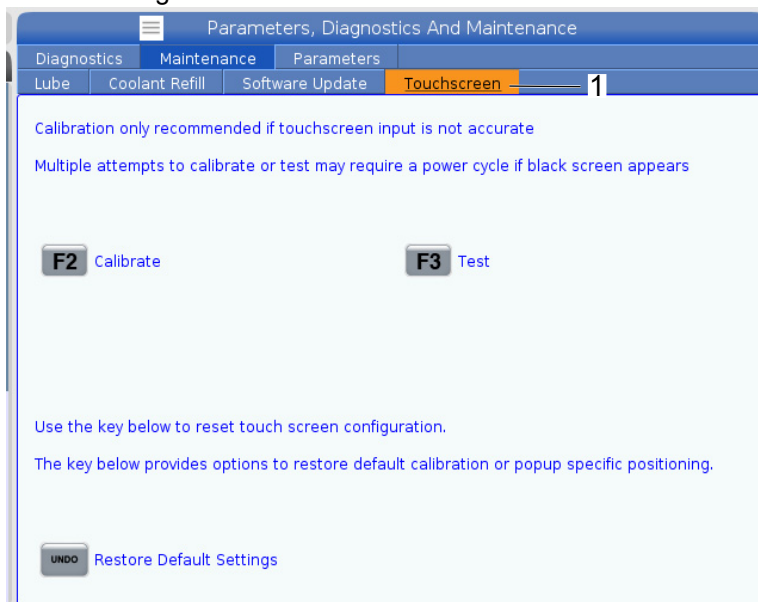 Parameters, Diagnostics And Maintenance
Diagnostics Maintenance Parameters
Lube Coolant Refill Software Update Touchscreen 1
Calibration only recommended if touchscreen input is not accurate
Multiple attempts to calibrate or test may require a power cycle if black screen appears
F2 Calibrate F3 Test
Use the key below to reset touch screen configuration.
The key below provides options to restore default calibration or popup specific positioning.
UNDO Restore Default Settings